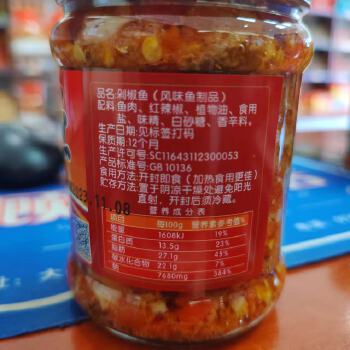 品名:剁椒鱼(风味鱼制品)
配料:鱼肉、红辣椒、植物油、食用
盐、味精、白砂糖、香辛料。
生产日期:见标签打码
保质期:12个月
生产许可号:SC11643112300053
产品标准号:GB 10136
食用方法:开封即食(加热食用更佳)
贮存方法:置于阴凉干燥处避免阳光
直射,开封后须冷藏。
2023.11.08
营养成分表
项目 每100g 营养素参考值%
能量 1608kJ 19%
蛋白质 13.5g 23%
脂肪 27.1g 45%
碳水化合物 22.1g 7%
钠 7680mg 384%